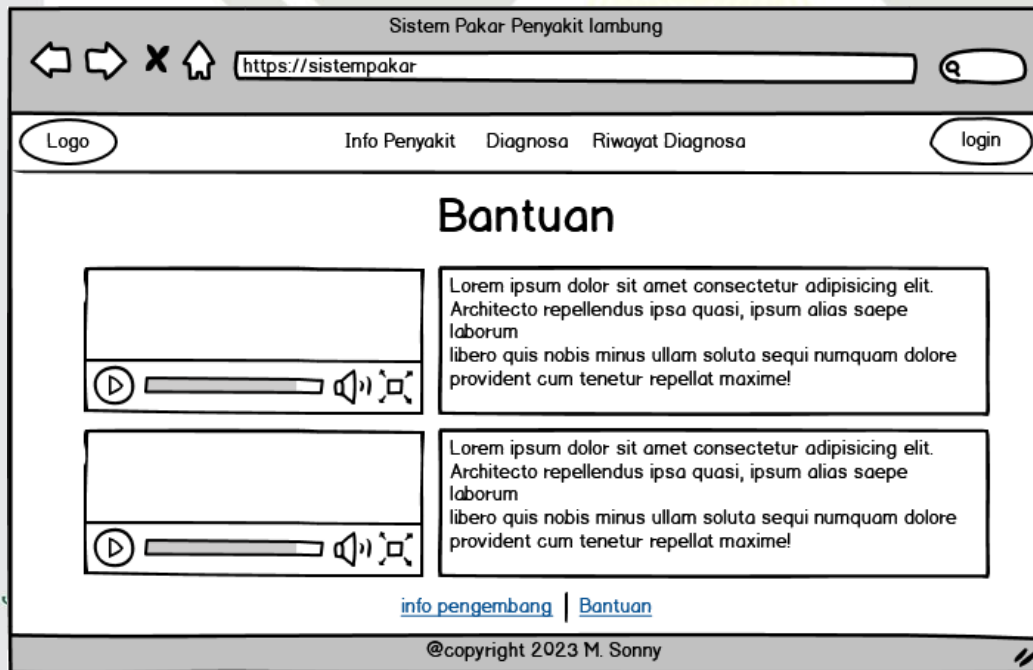 Sistem Pakar Penyakit lambung
https://sistempakar
Logo
Info Penyakit
Diagnosa
Riwayat Diagnosa
login
Bantuan
Lorem ipsum dolor sit amet consectetur adipisicing elit.
Architecto repellendus ipsa quasi, ipsum alias saepe
laborum
libero quis nobis minus ullam soluta sequi numquam dolore
provident cum tenetur repellat maxime!
Lorem ipsum dolor sit amet consectetur adipisicing elit.
Architecto repellendus ipsa quasi, ipsum alias saepe
laborum
libero quis nobis minus ullam soluta sequi numquam dolore
provident cum tenetur repellat maxime!
info pengembang | Bantuan
@copyright 2023 M. Sonny